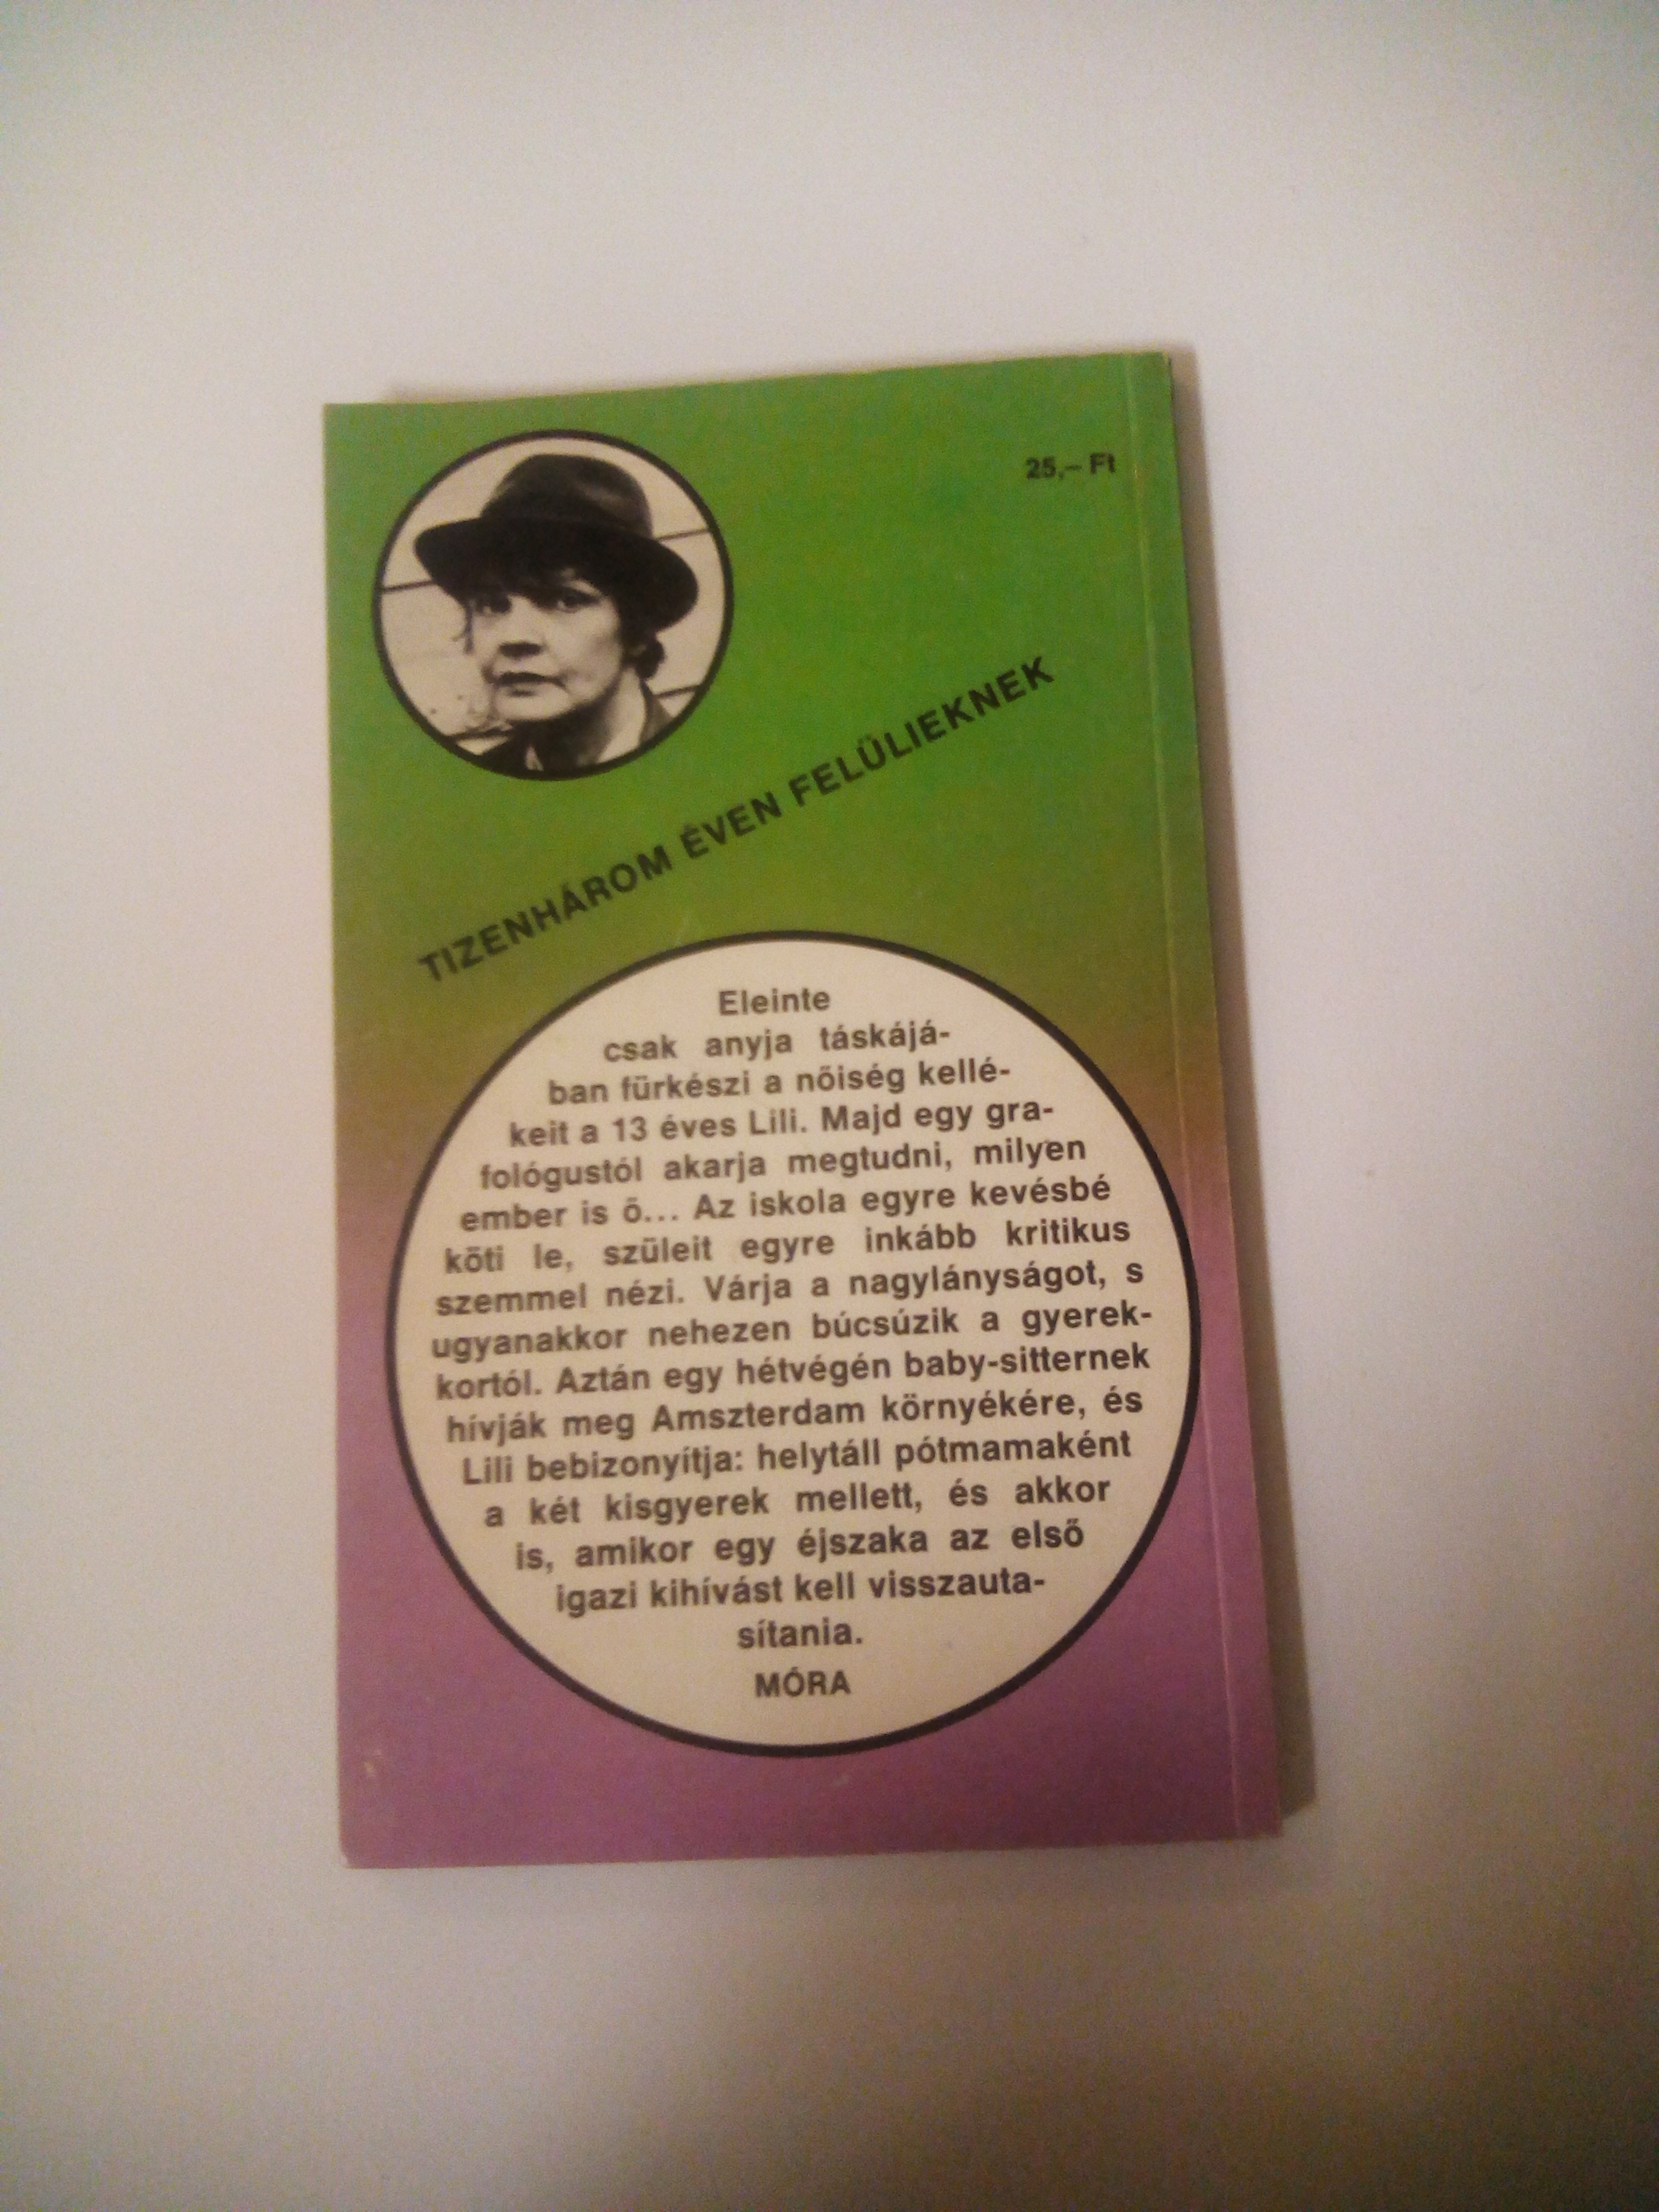 25,– Ft
TIZENHÁROM ÉVEN FELÜLIEKNEK
Eleinte
csak anyja táskájá-
ban fürkészi a nőiség kellé-
keit a 13 éves Lili. Majd egy gra-
fológustól akarja megtudni, milyen
ember is ő... Az iskola egyre kevésbé
köti le, szüleit egyre inkább kritikus
szemmel nézi. Várja a nagylányságot, s
ugyanakkor nehezen búcsúzik a gyerek-
kortól. Aztán egy hétvégén baby-sitternek
hívják meg Amszterdam környékére, és
Lili bebizonyítja: helytáll pótmamaként
a két kisgyerek mellett, és akkor
is, amikor egy éjszaka az első
igazi kihívást kell visszauta-
sítania.
MÓRA